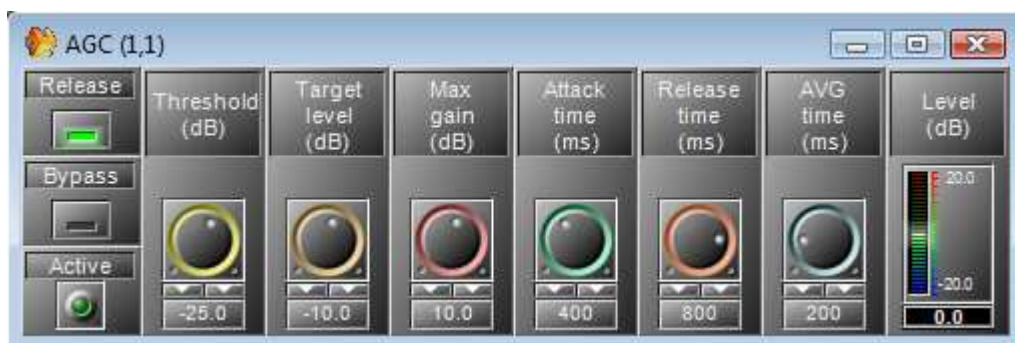 AGC (1,1)
Release
Bypass
Active
Threshold
(dB)
-25.0
Target
level
(dB)
-10.0
Max
gain
(dB)
10.0
Attack
time
(ms)
400
Release
time
(ms)
800
AVG
time
(ms)
200
Level
(dB)
20.0
-20.0
0.0